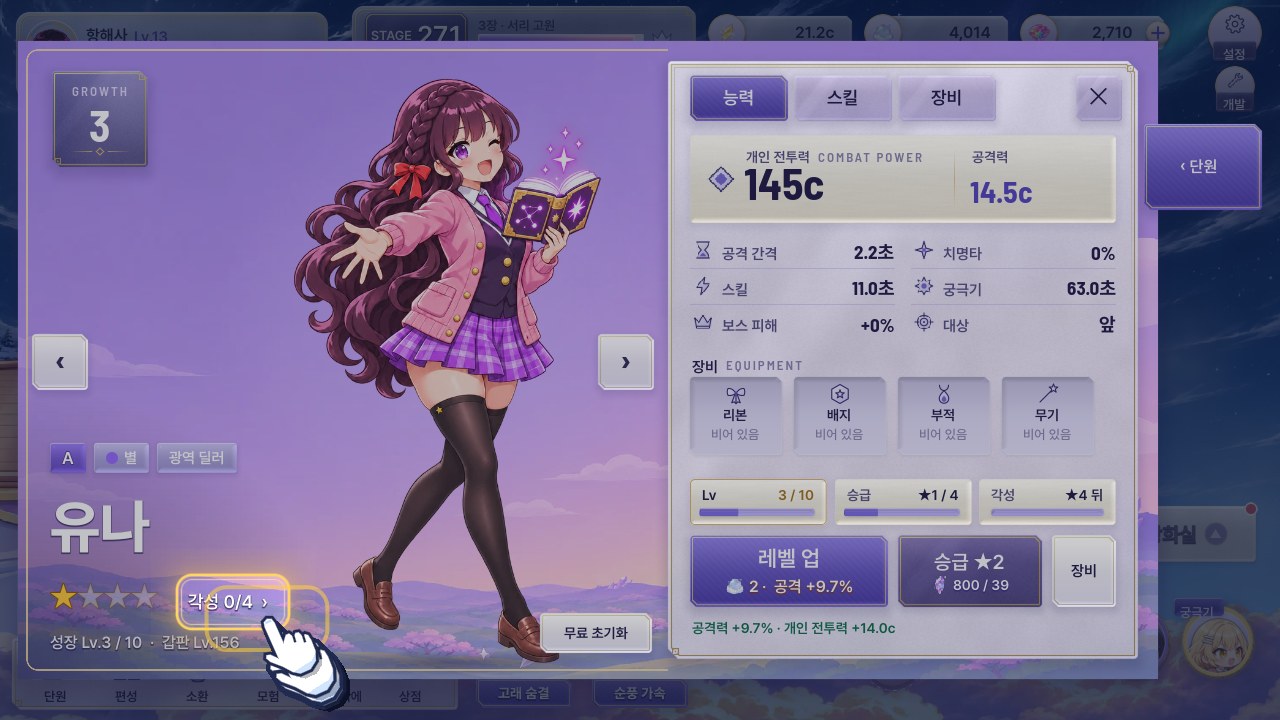 항해사 Lv.13
STAGE 271
3장 · 서리 고원
21.2c
4,014
2,710
설정
개발
GROWTH
3
능력
스킬
장비
‹ 단원
개인 전투력 COMBAT POWER
145c
공격력
14.5c
공격 간격 2.2초
치명타 0%
스킬 11.0초
궁극기 63.0초
보스 피해 +0%
대상 앞
장비 EQUIPMENT
리본
비어 있음
배지
비어 있음
부적
비어 있음
무기
비어 있음
A
별
광역 딜러
유나
각성 0/4 ›
성장 Lv.3 / 10 · 갑판 Lv.156
무료 초기화
Lv 3 / 10
승급 ★1 / 4
각성 ★4 뒤
레벨 업
2 · 공격 +9.7%
승급 ★2
800 / 39
장비
공격력 +9.7% · 개인 전투력 +14.0c
궁극기
단원
편성
소환
모험
상점
고래 숨결
순풍 가속